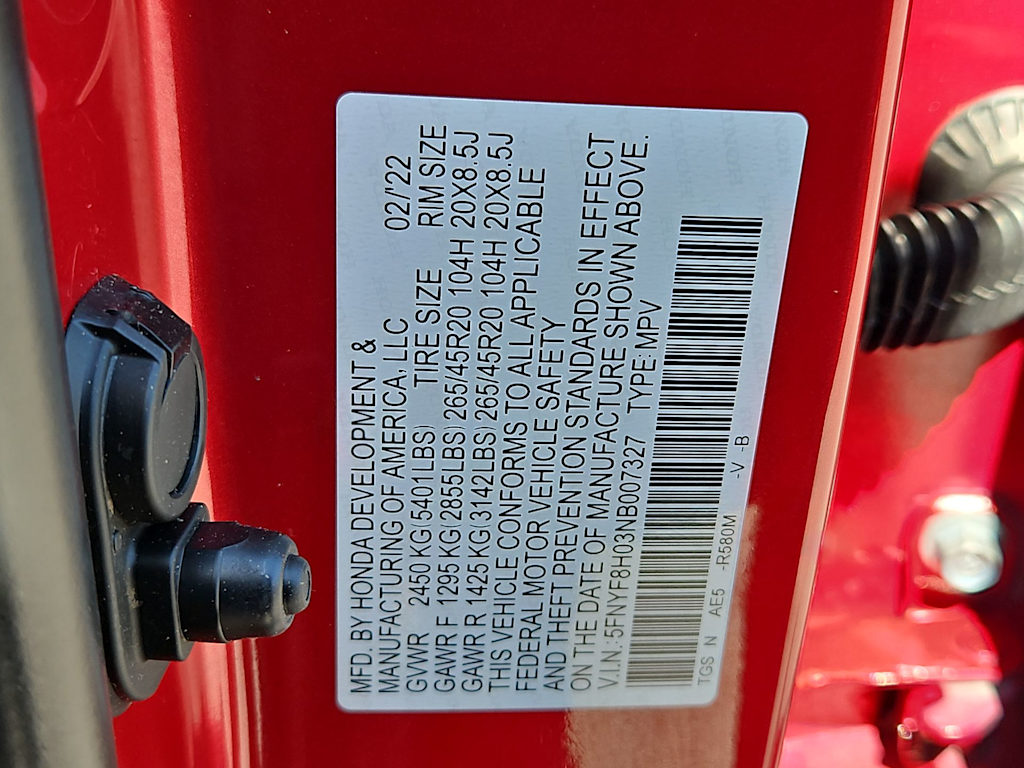 MFD. BY HONDA DEVELOPMENT &
MANUFACTURING OF AMERICA, LLC 02/'22
GVWR 2450 KG(5401LBS) TIRE SIZE RIM SIZE
GAWR F 1295 KG(2855LBS) 265/45R20 104H 20X8.5J
GAWR R 1425 KG(3142LBS) 265/45R20 104H 20X8.5J
THIS VEHICLE CONFORMS TO ALL APPLICABLE
FEDERAL MOTOR VEHICLE SAFETY
AND THEFT PREVENTION STANDARDS IN EFFECT
ON THE DATE OF MANUFACTURE SHOWN ABOVE.
V.I.N.:5FNYF8H03NB007327 TYPE:MPV
TGS N AE5 -R580M -V -B